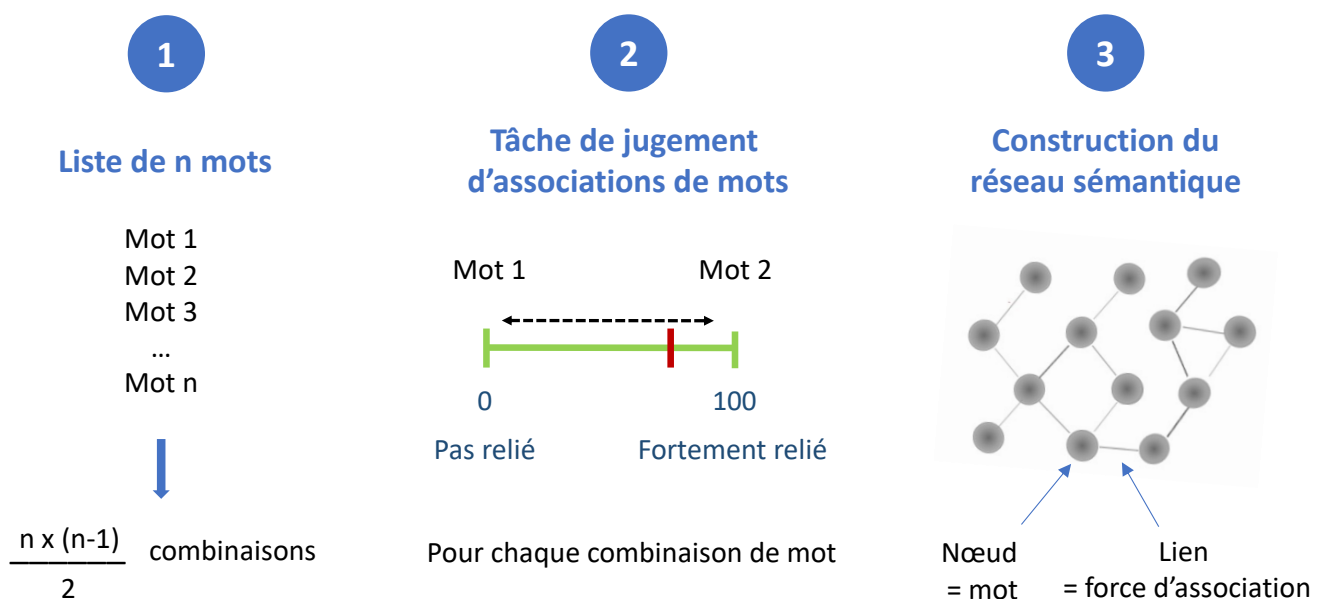 1
Liste de n mots
Mot 1
Mot 2
Mot 3
...
Mot n
n x (n-1)
2
combinaisons
2
Tâche de jugement
d’associations de mots
Mot 1 Mot 2
0 100
Pas relié Fortement relié
Pour chaque combinaison de mot
3
Construction du
réseau sémantique
Nœud
= mot
Lien
= force d’association